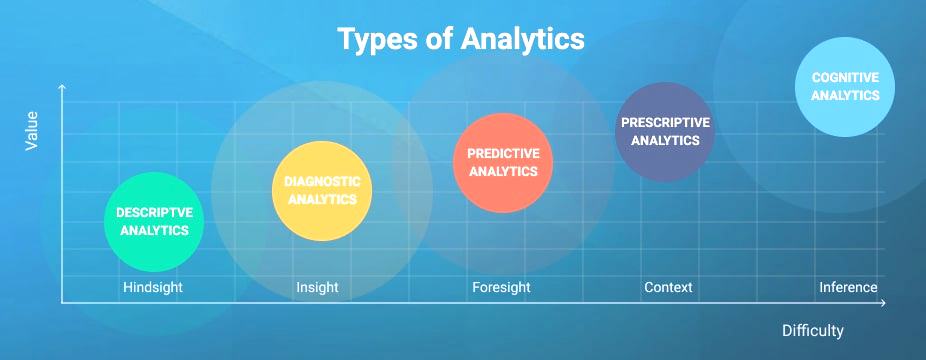 Types of Analytics
Value
DESCRIPTVE
ANALYTICS
DIAGNOSTIC
ANALYTICS
PREDICTIVE
ANALYTICS
PRESCRIPTIVE
ANALYTICS
COGNITIVE
ANALYTICS
Hindsight
Insight
Foresight
Context
Inference
Difficulty